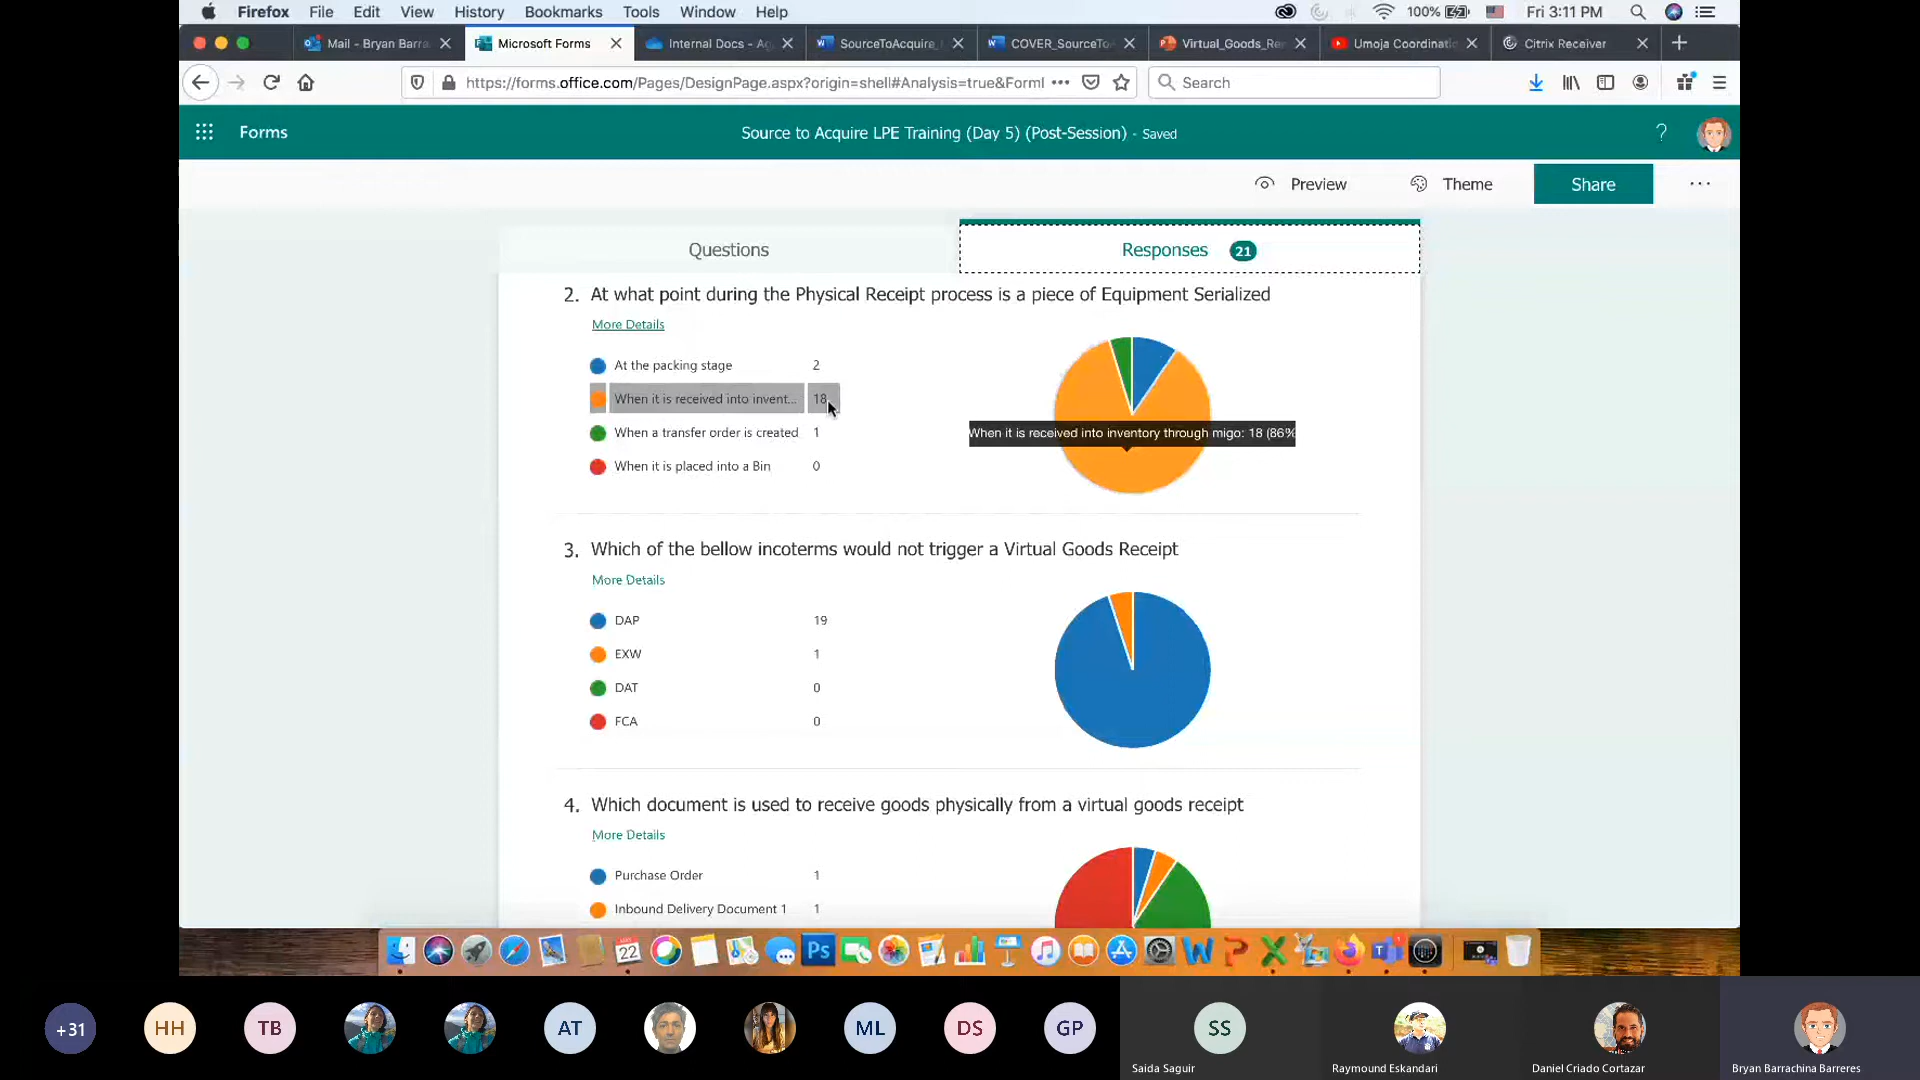 Firefox File Edit View History Bookmarks Tools Window Help 100% Fri 3:11 PM
Mail - Bryan Barra Microsoft Forms Internal Docs - Ag SourceToAcquire_ COVER_SourceTo Virtual_Goods_Re Umoja Coordinati Citrix Receiver
https://forms.office.com/Pages/DesignPage.aspx?origin=shell#Analysis=true&FormI Search
Forms Source to Acquire LPE Training (Day 5) (Post-Session) - Saved ?
Preview Theme Share
Questions Responses 21
2. At what point during the Physical Receipt process is a piece of Equipment Serialized
More Details
At the packing stage 2
When it is received into invent... 18
When a transfer order is created 1
When it is received into inventory through migo: 18 (86%
When it is placed into a Bin 0
3. Which of the bellow incoterms would not trigger a Virtual Goods Receipt
More Details
DAP 19
EXW 1
DAT 0
FCA 0
4. Which document is used to receive goods physically from a virtual goods receipt
More Details
Purchase Order 1
Inbound Delivery Document 1 1
22 Ps
+31 HH TB AT ML DS GP SS
Saida Saguir Raymound Eskandari Daniel Criado Cortazar Bryan Barrachina Barreres